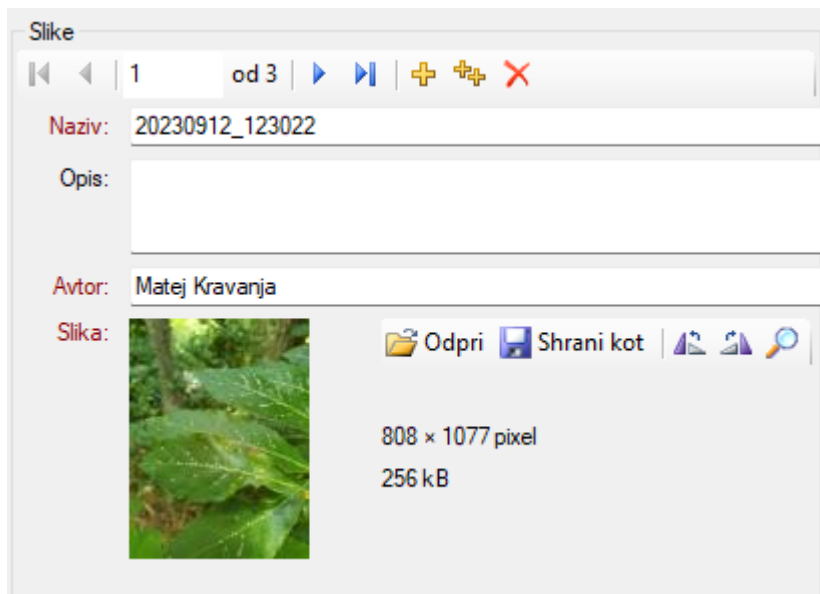 Slike
1 od 3
Naziv: 20230912_123022
Opis:
Avtor: Matej Kravanja
Slika:
Odpri Shrani kot
808 × 1077 pixel
256 kB